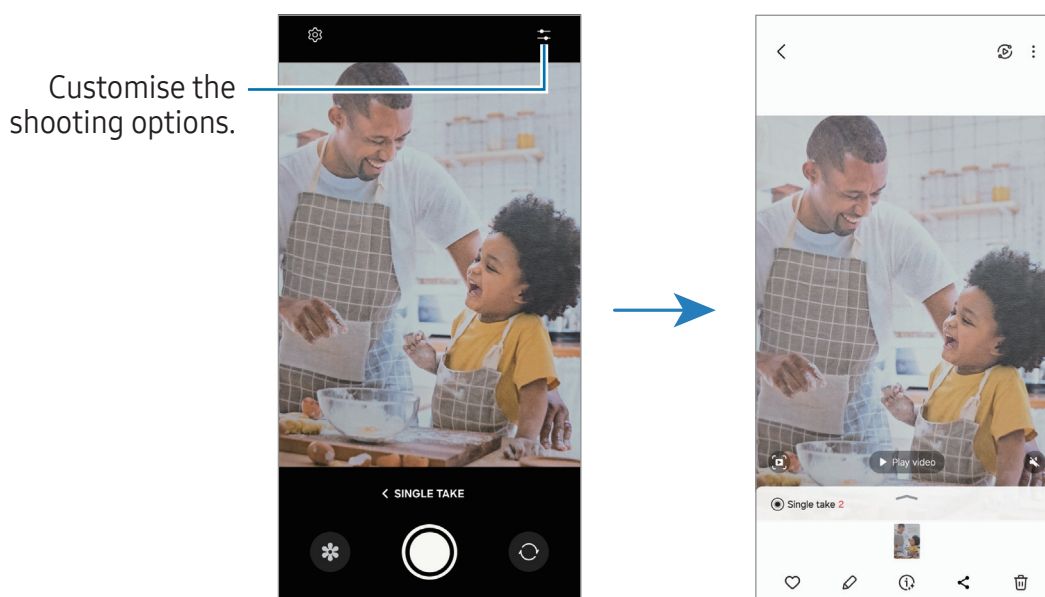 Customise the
shooting options.
SINGLE TAKE
Play video
Single take 2